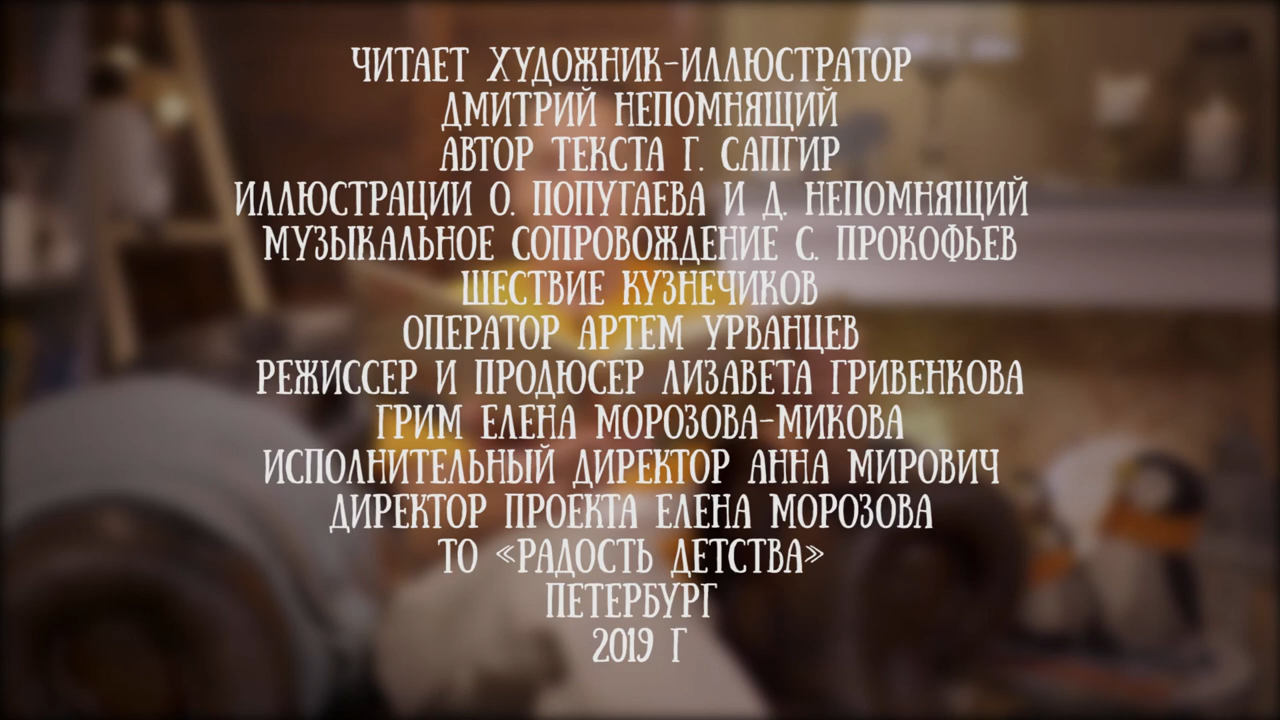 ЧИТАЕТ ХУДОЖНИК-ИЛЛЮСТРАТОР
ДМИТРИЙ НЕПОМНЯЩИЙ
АВТОР ТЕКСТА Г. САПГИР
ИЛЛЮСТРАЦИИ О. ПОПУГАЕВА И Д. НЕПОМНЯЩИЙ
МУЗЫКАЛЬНОЕ СОПРОВОЖДЕНИЕ С. ПРОКОФЬЕВ
ШЕСТВИЕ КУЗНЕЧИКОВ
ОПЕРАТОР АРТЕМ УРВАНЦЕВ
РЕЖИССЕР И ПРОДЮСЕР ЛИЗАВЕТА ГРИВЕНКОВА
ГРИМ ЕЛЕНА МОРОЗОВА-МИКОВА
ИСПОЛНИТЕЛЬНЫЙ ДИРЕКТОР АННА МИРОВИЧ
ДИРЕКТОР ПРОЕКТА ЕЛЕНА МОРОЗОВА
ТО «РАДОСТЬ ДЕТСТВА»
ПЕТЕРБУРГ
2019 Г